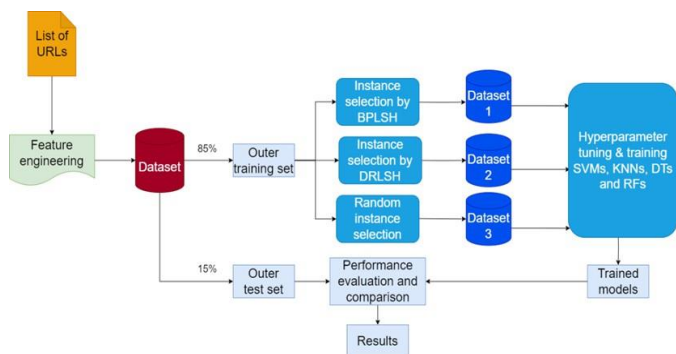 List of
URLs
Feature
engineering
Dataset
85%
Outer
training set
Instance
selection by
BPLSH
Dataset
1
Instance
selection by
DRLSH
Dataset
2
Random
instance
selection
Dataset
3
Hyperparameter
tuning & training
SVMs, KNNs, DTs
and RFs
15%
Outer
test set
Performance
evaluation and
comparison
Trained
models
Results